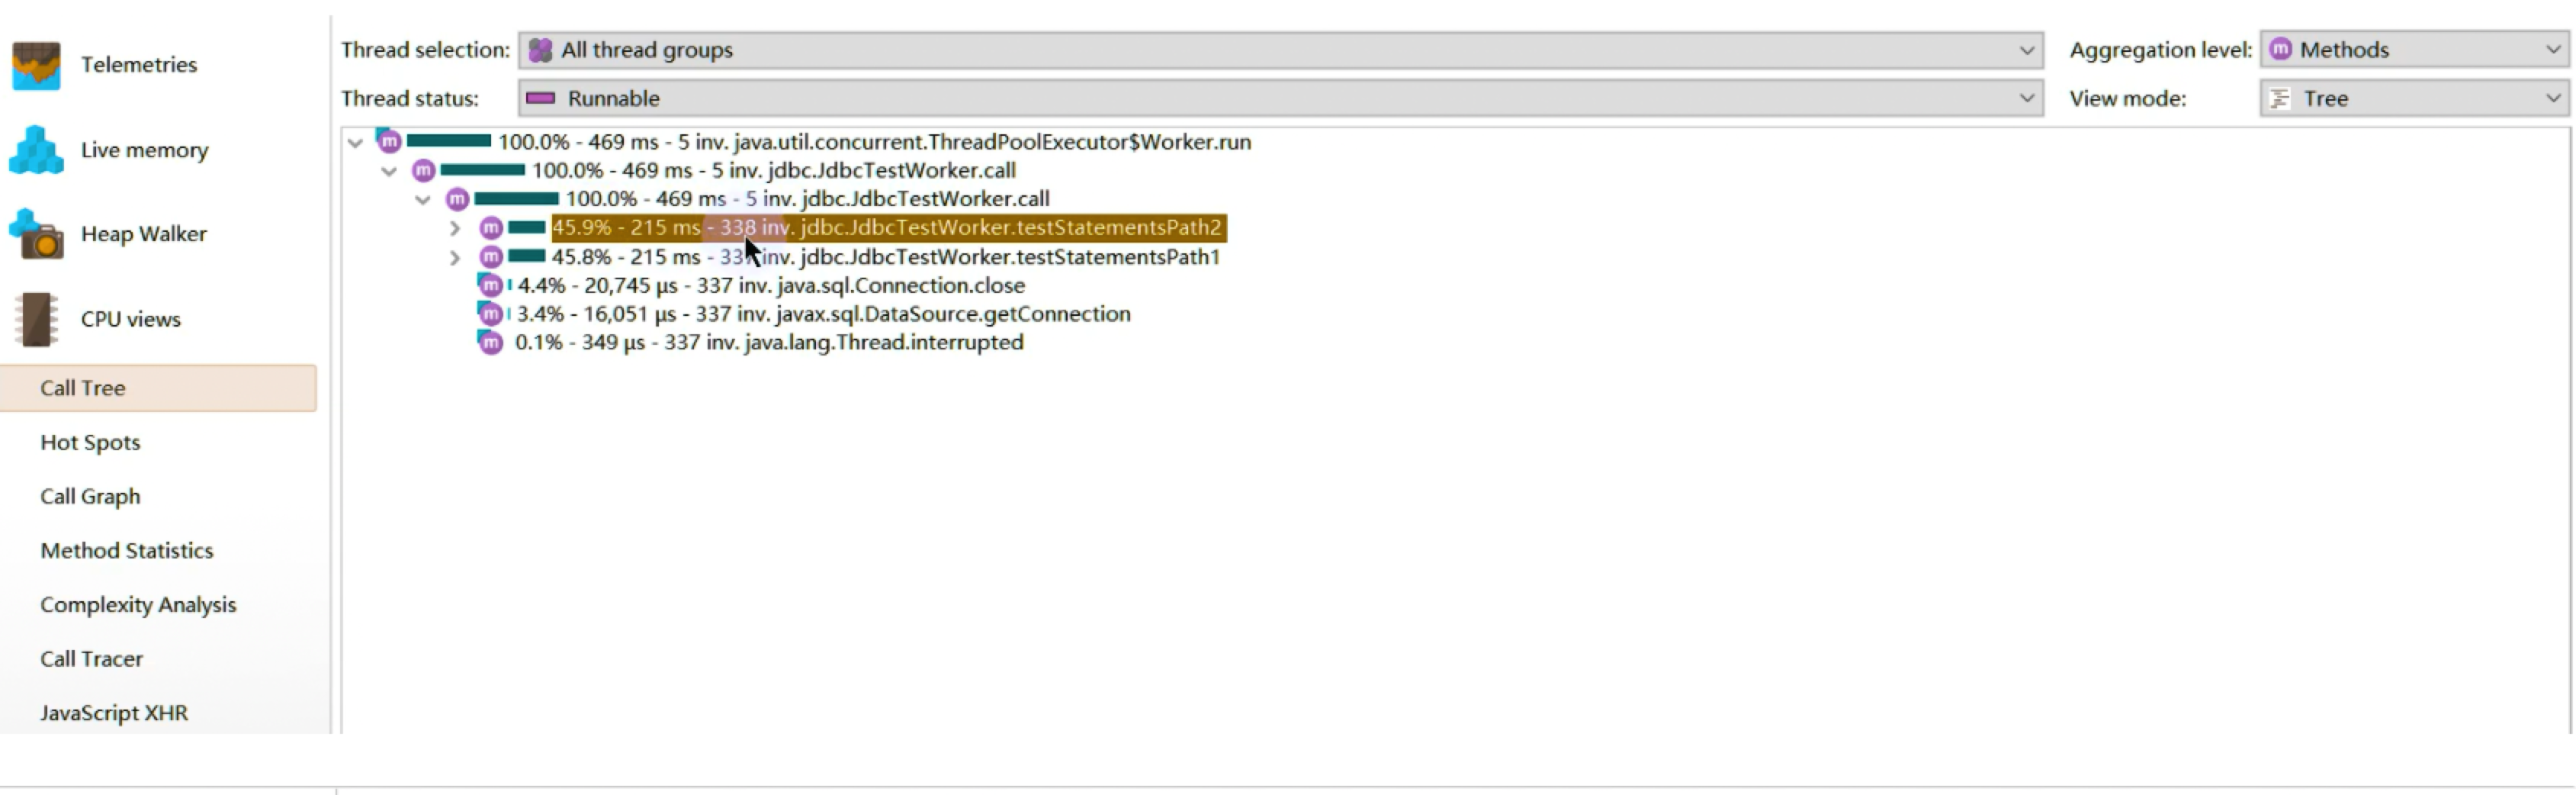 Telemetries
Live memory
Heap Walker
CPU views
Call Tree
Hot Spots
Call Graph
Method Statistics
Complexity Analysis
Call Tracer
JavaScript XHR
Thread selection: All thread groups Aggregation level: m Methods
Thread status: Runnable View mode: Tree
m 100.0% - 469 ms - 5 inv. java.util.concurrent.ThreadPoolExecutor$Worker.run
m 100.0% - 469 ms - 5 inv. jdbc.JdbcTestWorker.call
m 100.0% - 469 ms - 5 inv. jdbc.JdbcTestWorker.call
m 45.9% - 215 ms - 338 inv. jdbc.JdbcTestWorker.testStatementsPath2
m 45.8% - 215 ms - 337 inv. jdbc.JdbcTestWorker.testStatementsPath1
m 4.4% - 20,745 µs - 337 inv. java.sql.Connection.close
m 3.4% - 16,051 µs - 337 inv. javax.sql.DataSource.getConnection
m 0.1% - 349 µs - 337 inv. java.lang.Thread.interrupted